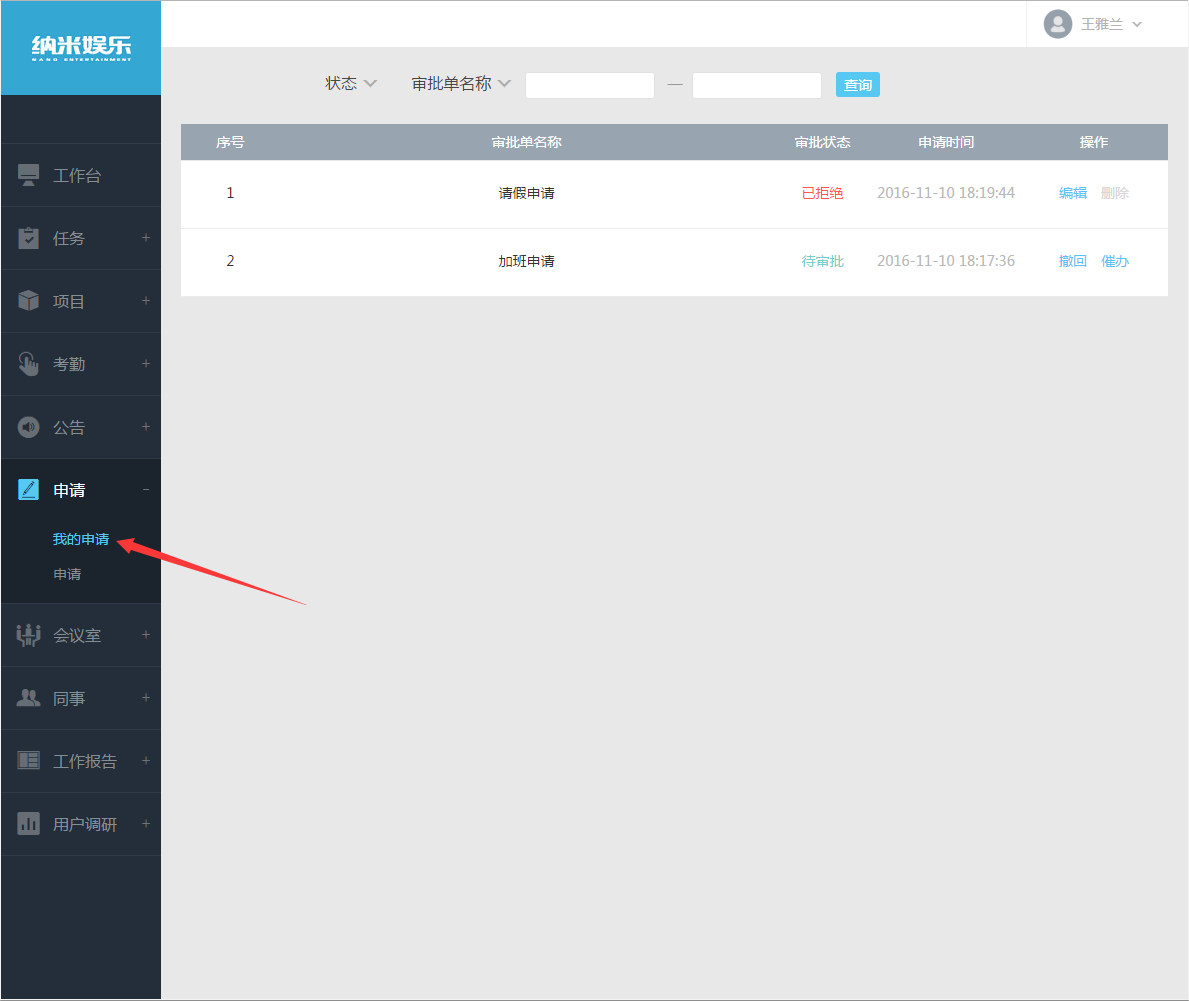 纳米娱乐
NANO ENTERTAINMENT
王雅兰
状态 审批单名称 — 查询
序号 审批单名称 审批状态 申请时间 操作
1 请假申请 已拒绝 2016-11-10 18:19:44 编辑 删除
2 加班申请 待审批 2016-11-10 18:17:36 撤回 催办
工作台
任务 +
项目 +
考勤 +
公告 +
申请 -
我的申请
申请
会议室 +
同事 +
工作报告 +
用户调研 +